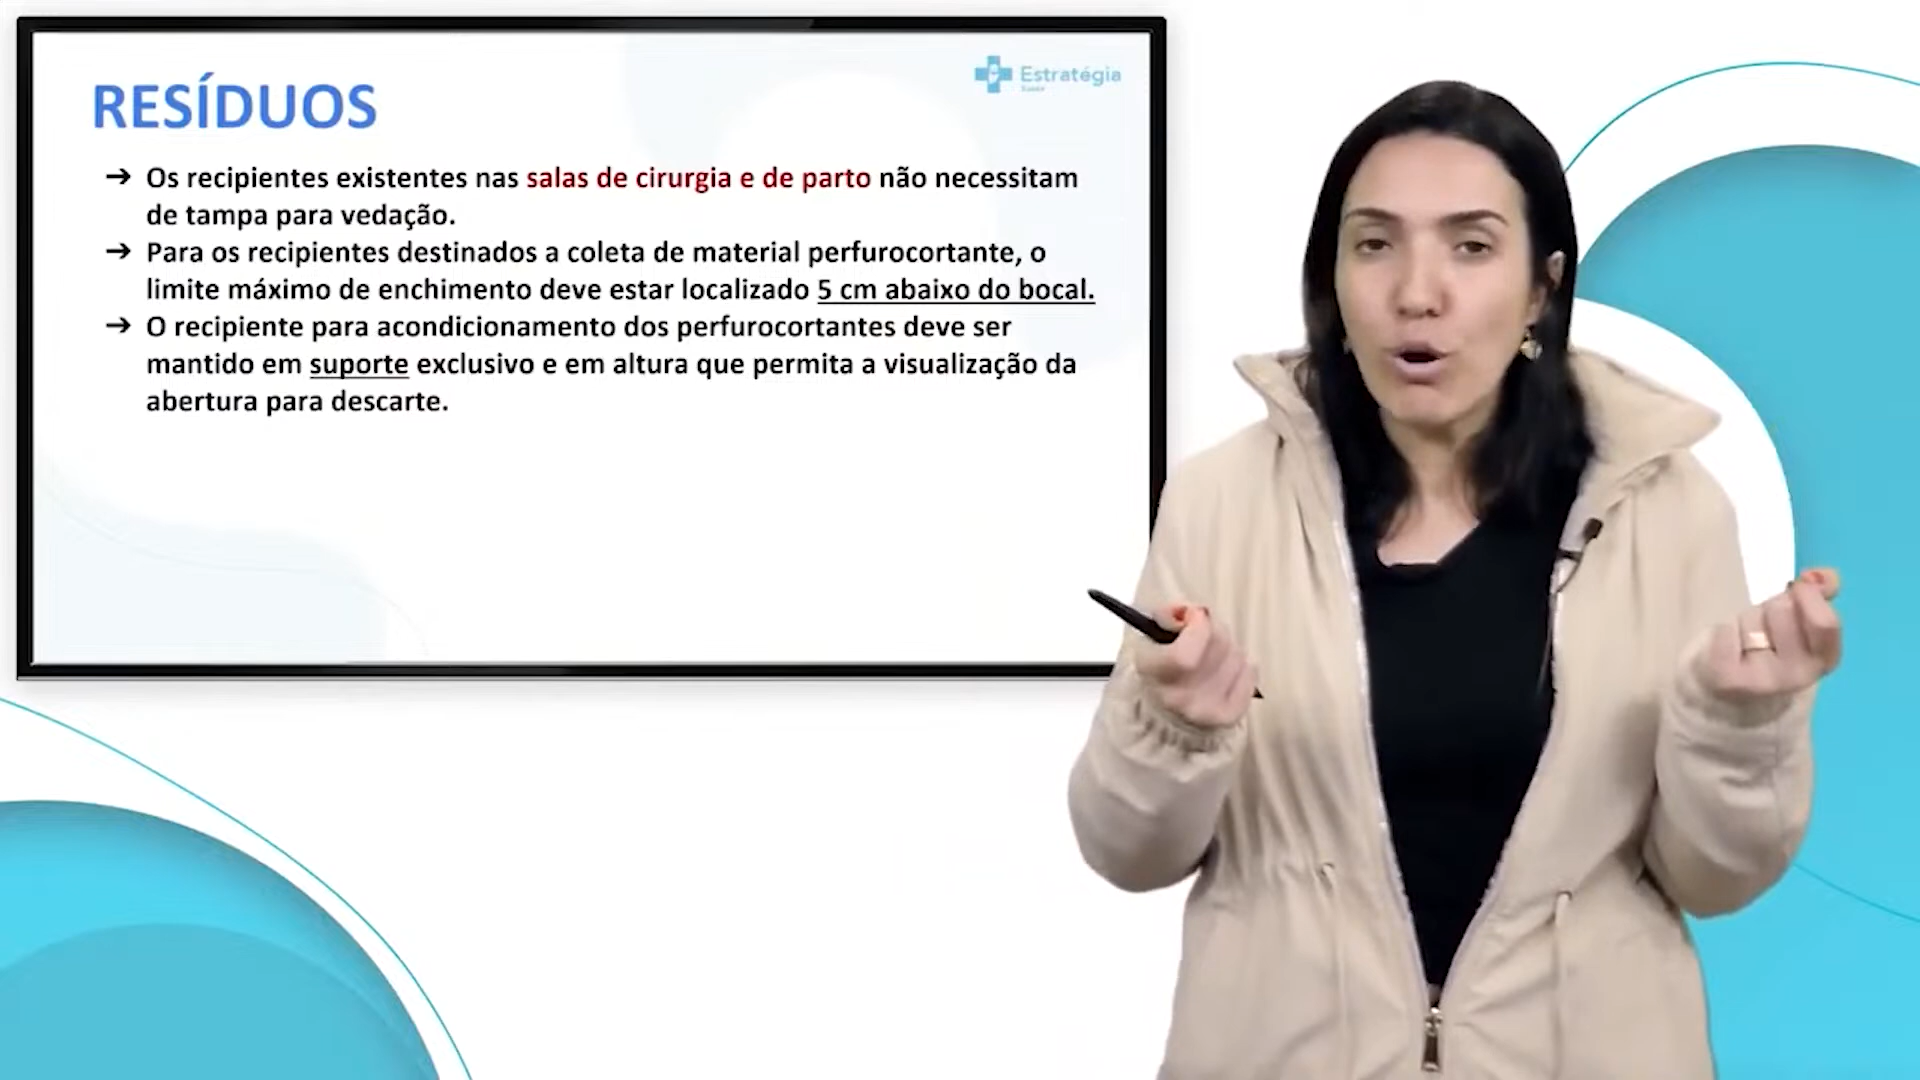 Estratégia
RESÍDUOS
➔ Os recipientes existentes nas salas de cirurgia e de parto não necessitam
de tampa para vedação.
➔ Para os recipientes destinados a coleta de material perfurocortante, o
limite máximo de enchimento deve estar localizado 5 cm abaixo do bocal.
➔ O recipiente para acondicionamento dos perfurocortantes deve ser
mantido em suporte exclusivo e em altura que permita a visualização da
abertura para descarte.